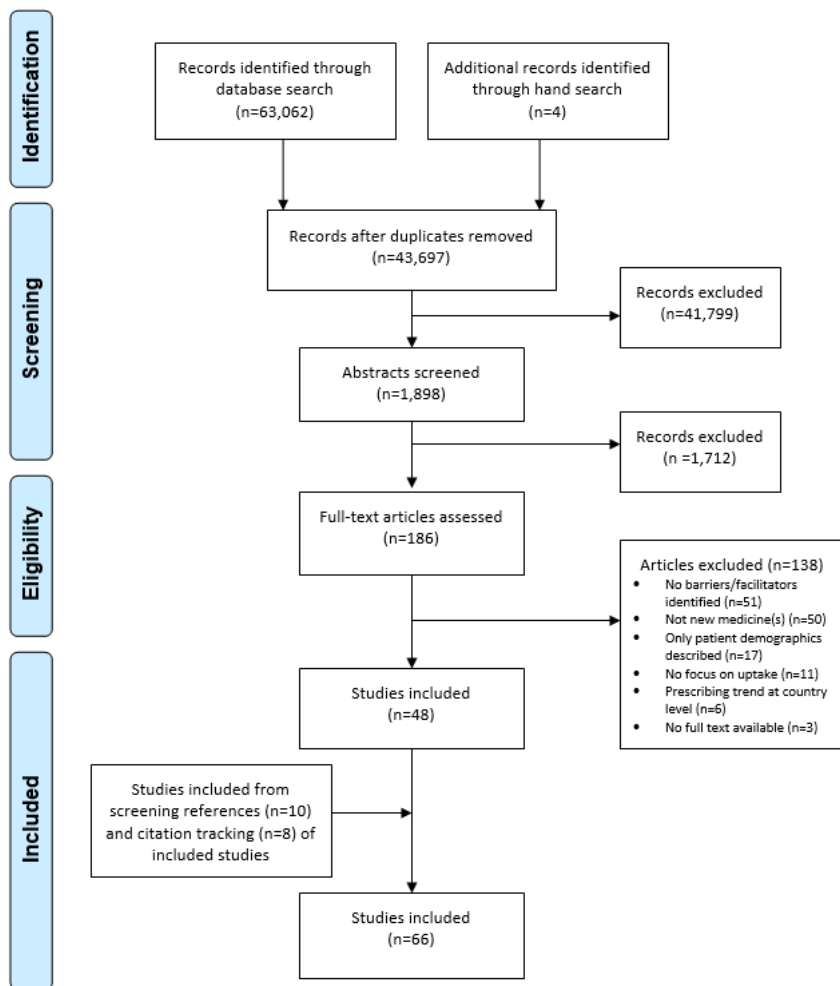 Identification
Records identified through
database search
(n=63,062)
Additional records identified
through hand search
(n=4)
Screening
Records after duplicates removed
(n=43,697)
Records excluded
(n=41,799)
Abstracts screened
(n=1,898)
Records excluded
(n =1,712)
Eligibility
Full-text articles assessed
(n=186)
Articles excluded (n=138)
• No barriers/facilitators
identified (n=51)
• Not new medicine(s) (n=50)
• Only patient demographics
described (n=17)
• No focus on uptake (n=11)
• Prescribing trend at country
level (n=6)
• No full text available (n=3)
Included
Studies included
(n=48)
Studies included from
screening references (n=10)
and citation tracking (n=8) of
included studies
Studies included
(n=66)